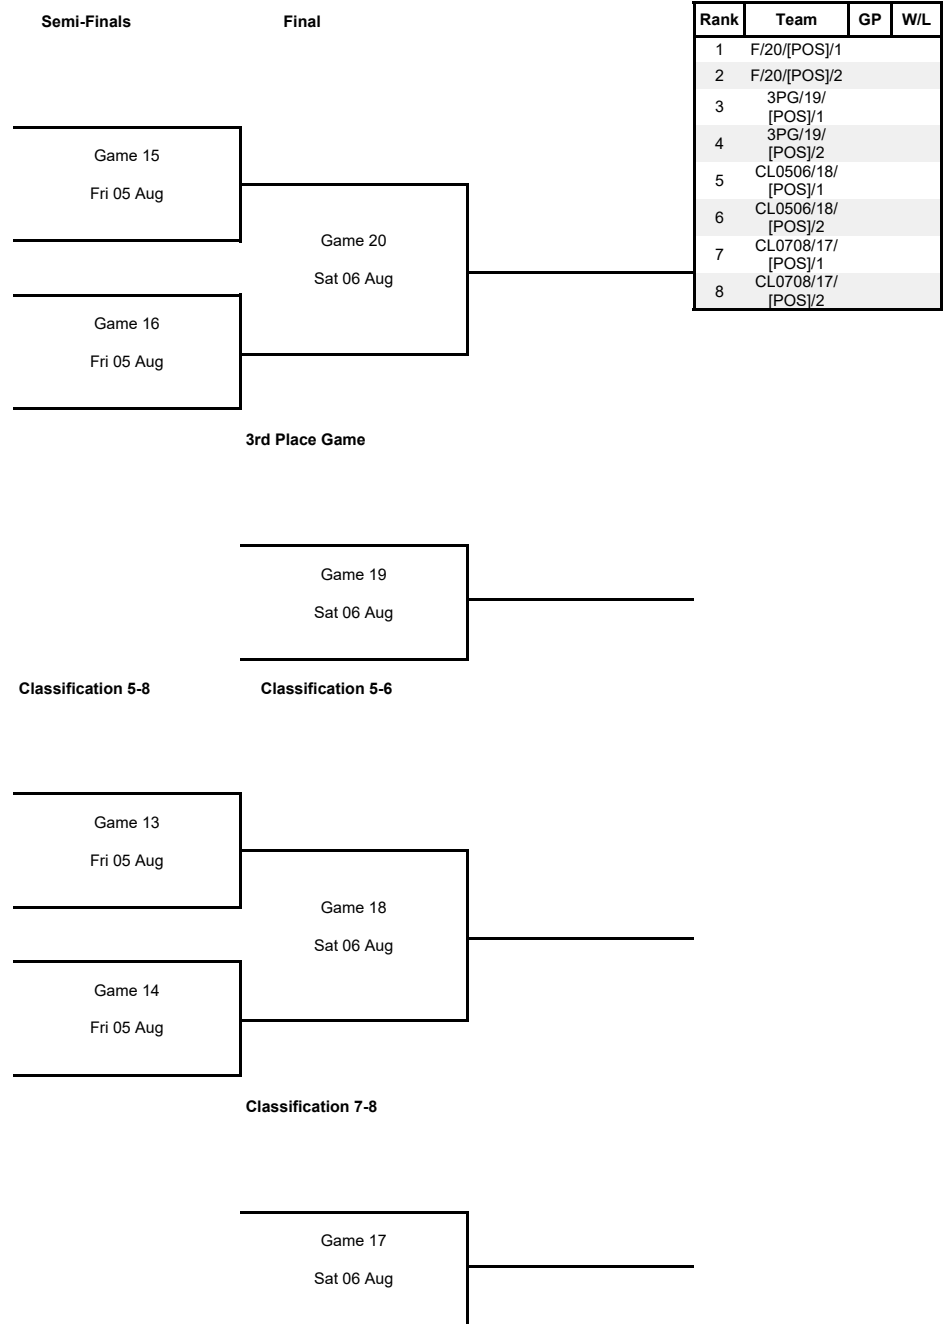 Semi-Finals Final
Rank Team GP W/L
1 F/20/[POS]/1
2 F/20/[POS]/2
3 3PG/19/
[POS]/1
4 3PG/19/
[POS]/2
5 CL0506/18/
[POS]/1
6 CL0506/18/
[POS]/2
7 CL0708/17/
[POS]/1
8 CL0708/17/
[POS]/2
Game 15
Fri 05 Aug
Game 20
Sat 06 Aug
Game 16
Fri 05 Aug
3rd Place Game
Game 19
Sat 06 Aug
Classification 5-8 Classification 5-6
Game 13
Fri 05 Aug
Game 18
Sat 06 Aug
Game 14
Fri 05 Aug
Classification 7-8
Game 17
Sat 06 Aug